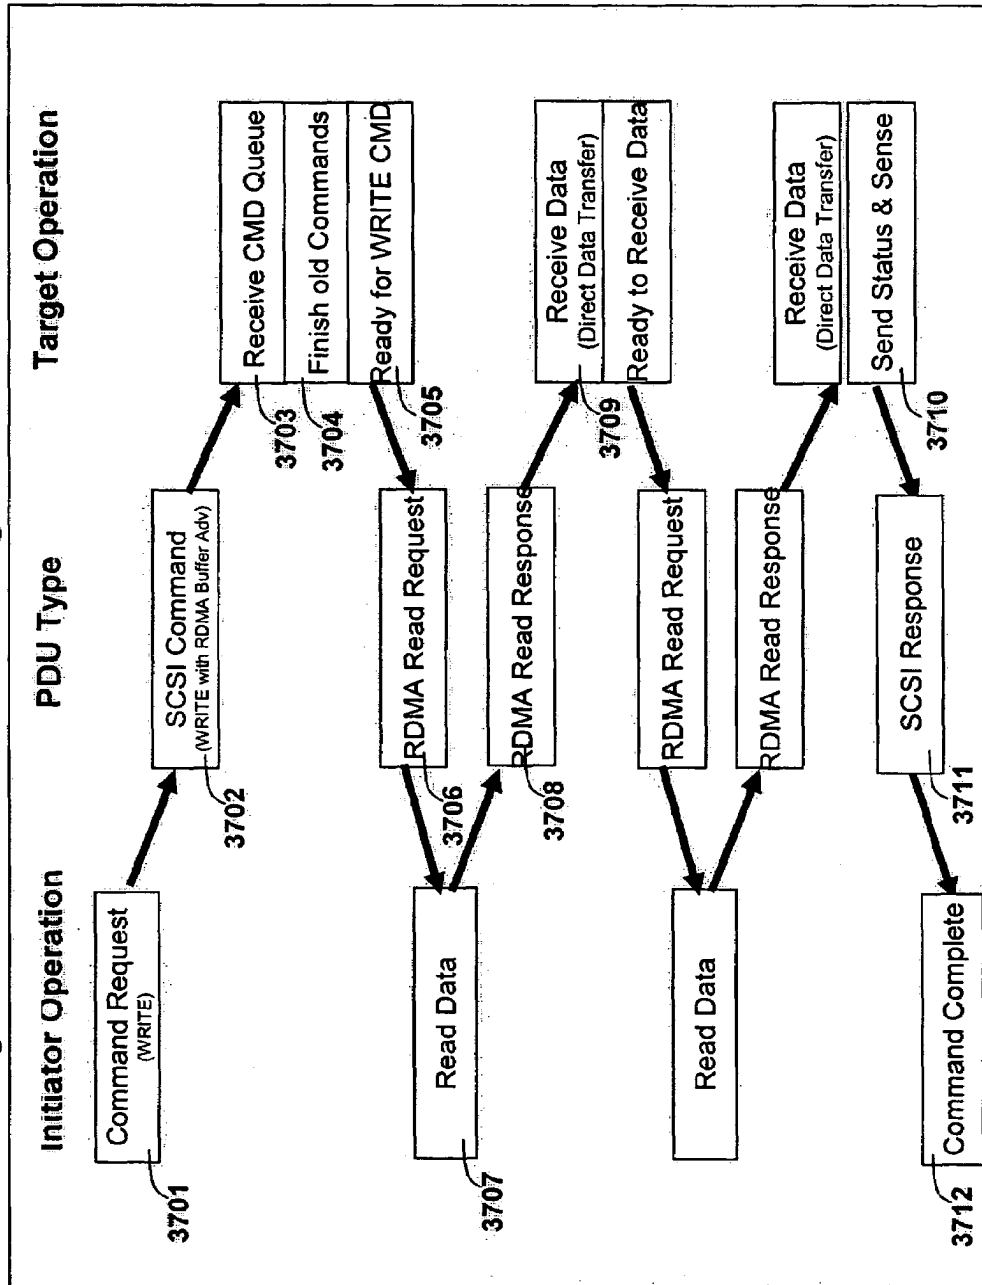 Initiator Operation
PDU Type
Target Operation
Command Request
(WRITE)
3701
SCSI Command
(WRITE with RDMA Buffer Adv)
3702
Receive CMD Queue
3703
Finish old Commands
3704
Ready for WRITE CMD
3705
RDMA Read Request
3706
Read Data
3707
RDMA Read Response
3708
Receive Data
(Direct Data Transfer)
3709
Ready to Receive Data
RDMA Read Request
Read Data
RDMA Read Response
Receive Data
(Direct Data Transfer)
Send Status & Sense
3710
SCSI Response
3711
Command Complete
3712